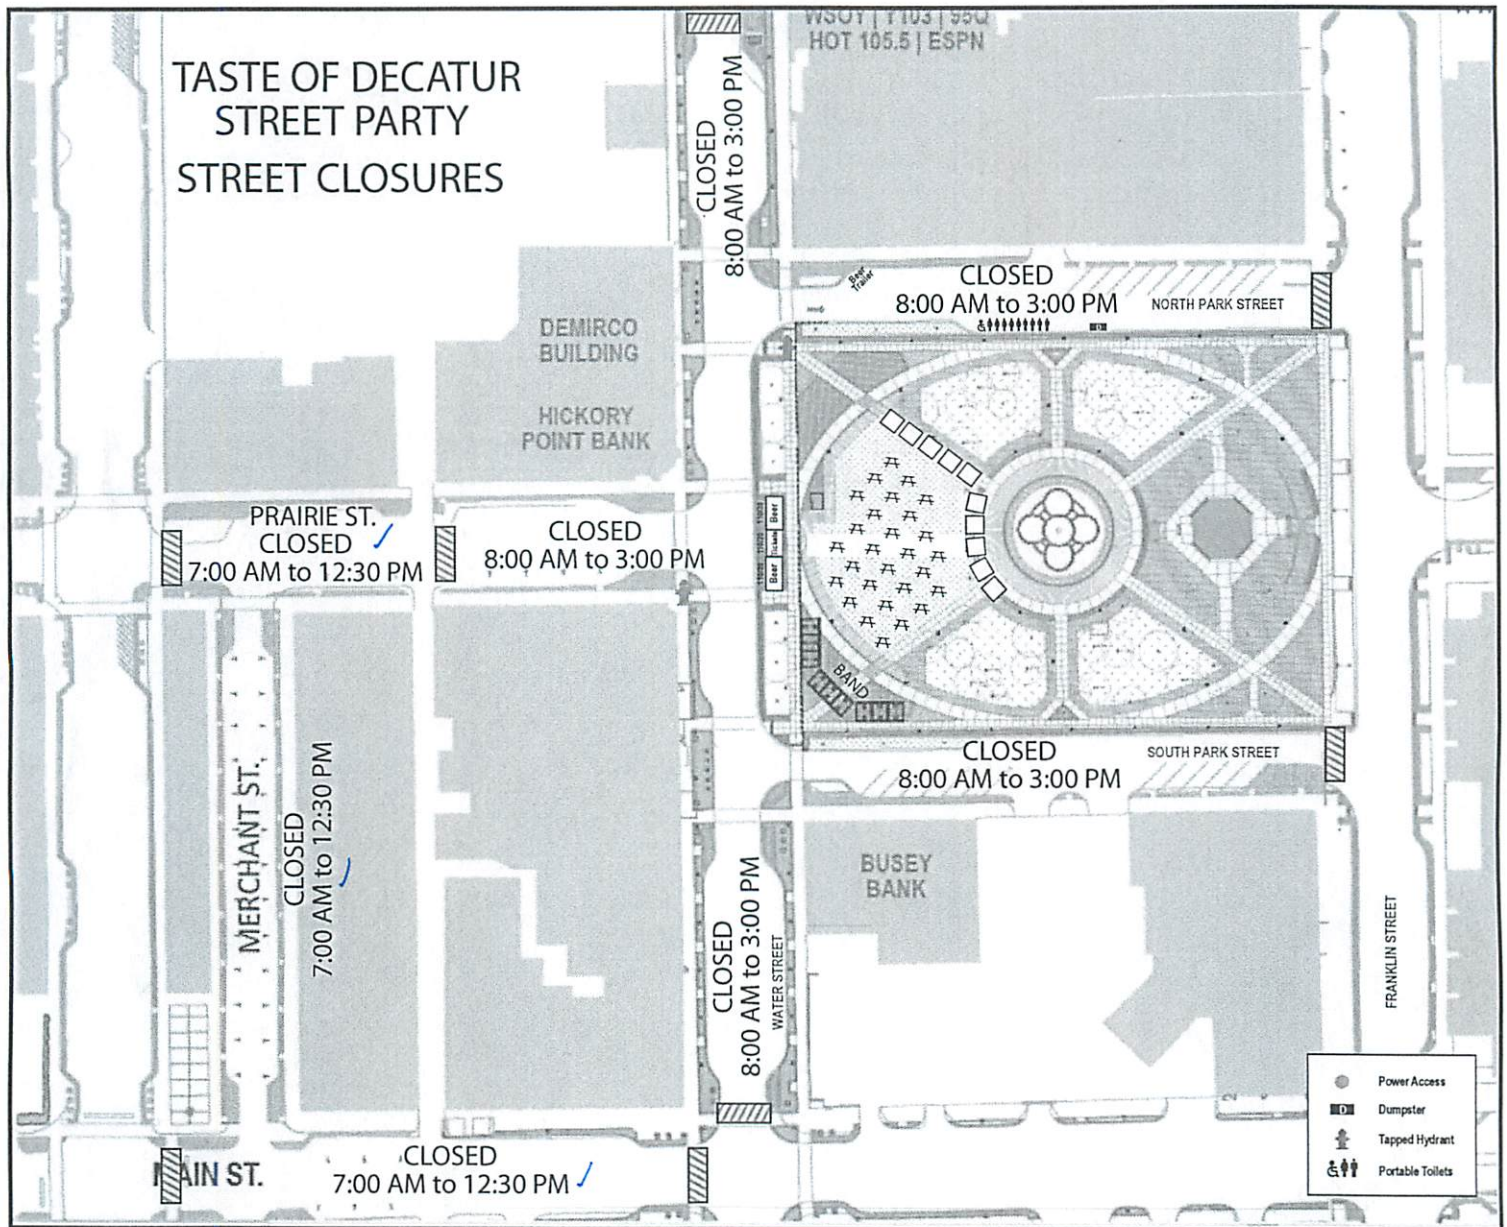 WSOY | Y103 | 95Q
HOT 105.5 | ESPN
TASTE OF DECATUR
STREET PARTY
STREET CLOSURES
CLOSED
8:00 AM to 3:00 PM
Beer
Trailer
CLOSED
8:00 AM to 3:00 PM
NORTH PARK STREET
DEMIRCO
BUILDING
HICKORY
POINT BANK
PRAIRIE ST.
CLOSED
7:00 AM to 12:30 PM
CLOSED
8:00 AM to 3:00 PM
Beer
Tickets
Beer
BAND
CLOSED
8:00 AM to 3:00 PM
SOUTH PARK STREET
MERCHANT ST.
CLOSED
7:00 AM to 12:30 PM
CLOSED
8:00 AM to 3:00 PM
WATER STREET
BUSEY
BANK
FRANKLIN STREET
Power Access
D Dumpster
Tapped Hydrant
Portable Toilets
MAIN ST.
CLOSED
7:00 AM to 12:30 PM